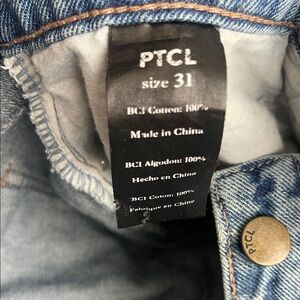 PTCL
size 31
BCI Cotton: 100%
Made in China
BCI Algodon: 100%
Hecho en China
BCI Coton: 100%
Fabrique en Chine
PTCL